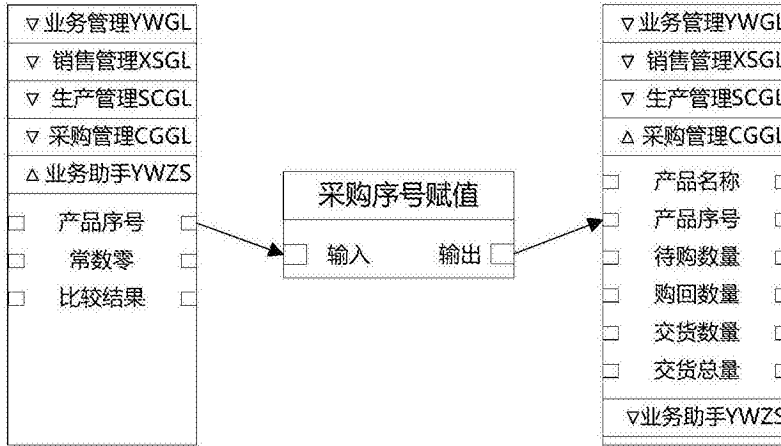 ▽业务管理YWGL
▽ 销售管理XSGL
▽ 生产管理SCGL
▽ 采购管理CGGL
△业务助手YWZS
产品序号
常数零
比较结果
采购序号赋值
输入 输出
▽业务管理YWGL
▽ 销售管理XSGL
▽ 生产管理SCGL
△ 采购管理CGGL
产品名称
产品序号
待购数量
购回数量
交货数量
交货总量
▽业务助手YWZS